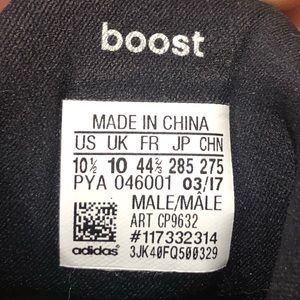 boost
MADE IN CHINA
US UK FR JP CHN
10½ 10 44⅔ 285 275
PYA 046001 03/17
MALE/MÂLE
ART CP9632
#117332314
adidas 3JK40FQ500329